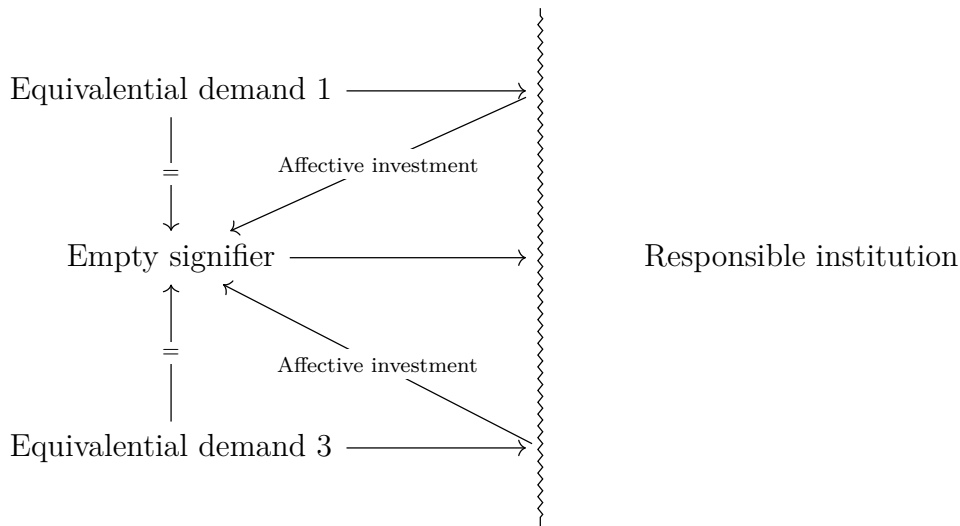 Equivalential demand 1
Affective investment
=
Empty signifier
Responsible institution
=
Affective investment
Equivalential demand 3